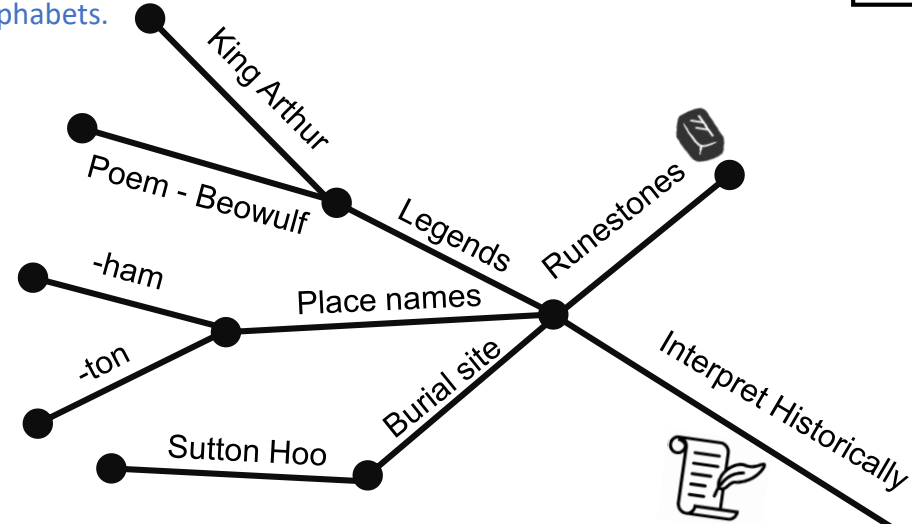 phabets.
King Arthur
Poem - Beowulf
Legends
Runestones
-ham
Place names
-ton
Burial site
Interpret Historically
Sutton Hoo